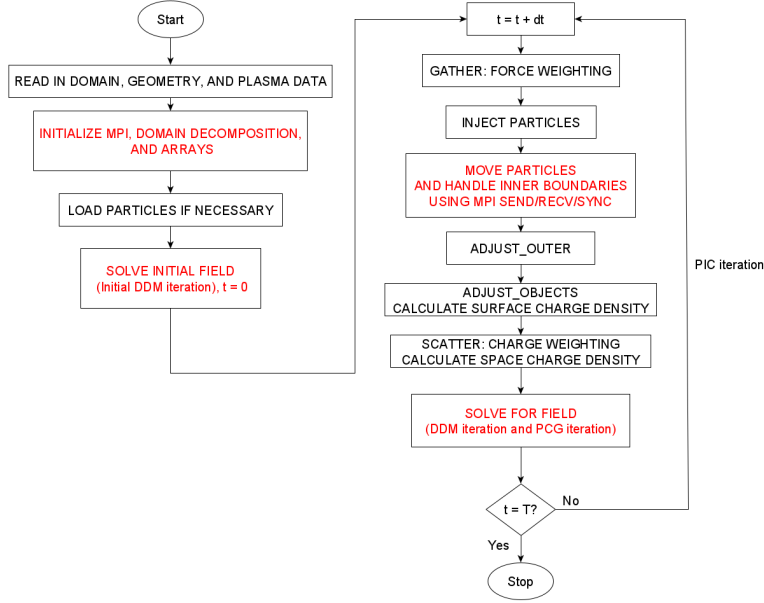 Start
READ IN DOMAIN, GEOMETRY, AND PLASMA DATA
INITIALIZE MPI, DOMAIN DECOMPOSITION,
AND ARRAYS
LOAD PARTICLES IF NECESSARY
SOLVE INITIAL FIELD
(Initial DDM iteration), t = 0
t = t + dt
GATHER: FORCE WEIGHTING
INJECT PARTICLES
MOVE PARTICLES
AND HANDLE INNER BOUNDARIES
USING MPI SEND/RECV/SYNC
ADJUST_OUTER
ADJUST_OBJECTS
CALCULATE SURFACE CHARGE DENSITY
SCATTER: CHARGE WEIGHTING
CALCULATE SPACE CHARGE DENSITY
SOLVE FOR FIELD
(DDM iteration and PCG iteration)
t = T?
No
PIC iteration
Yes
Stop